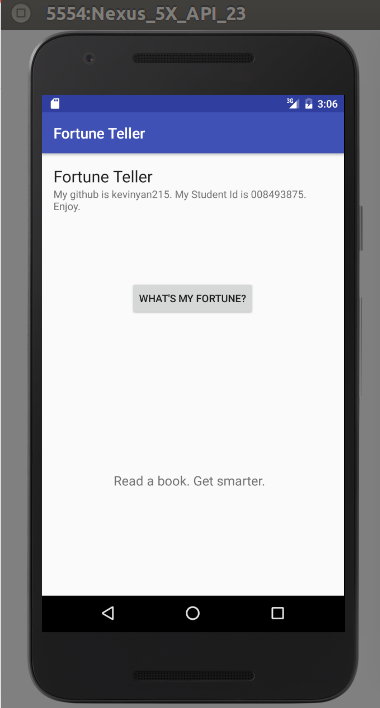 5554:Nexus_5X_API_23
3G 3:06
Fortune Teller
Fortune Teller
My github is kevinyan215. My Student Id is 008493875.
Enjoy.
WHAT'S MY FORTUNE?
Read a book. Get smarter.